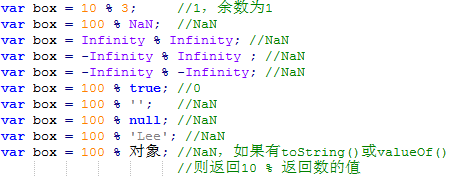 var box = 10 % 3;     //1，余数为1
var box = 100 % NaN;  //NaN
var box = Infinity % Infinity; //NaN
var box = -Infinity % Infinity ; //NaN
var box = -Infinity % -Infinity; //NaN
var box = 100 % true; //0
var box = 100 % '';   //NaN
var box = 100 % null; //NaN
var box = 100 % 'Lee'; //NaN
var box = 100 % 对象; //NaN，如果有toString()或valueOf()
//则返回10 % 返回数的值